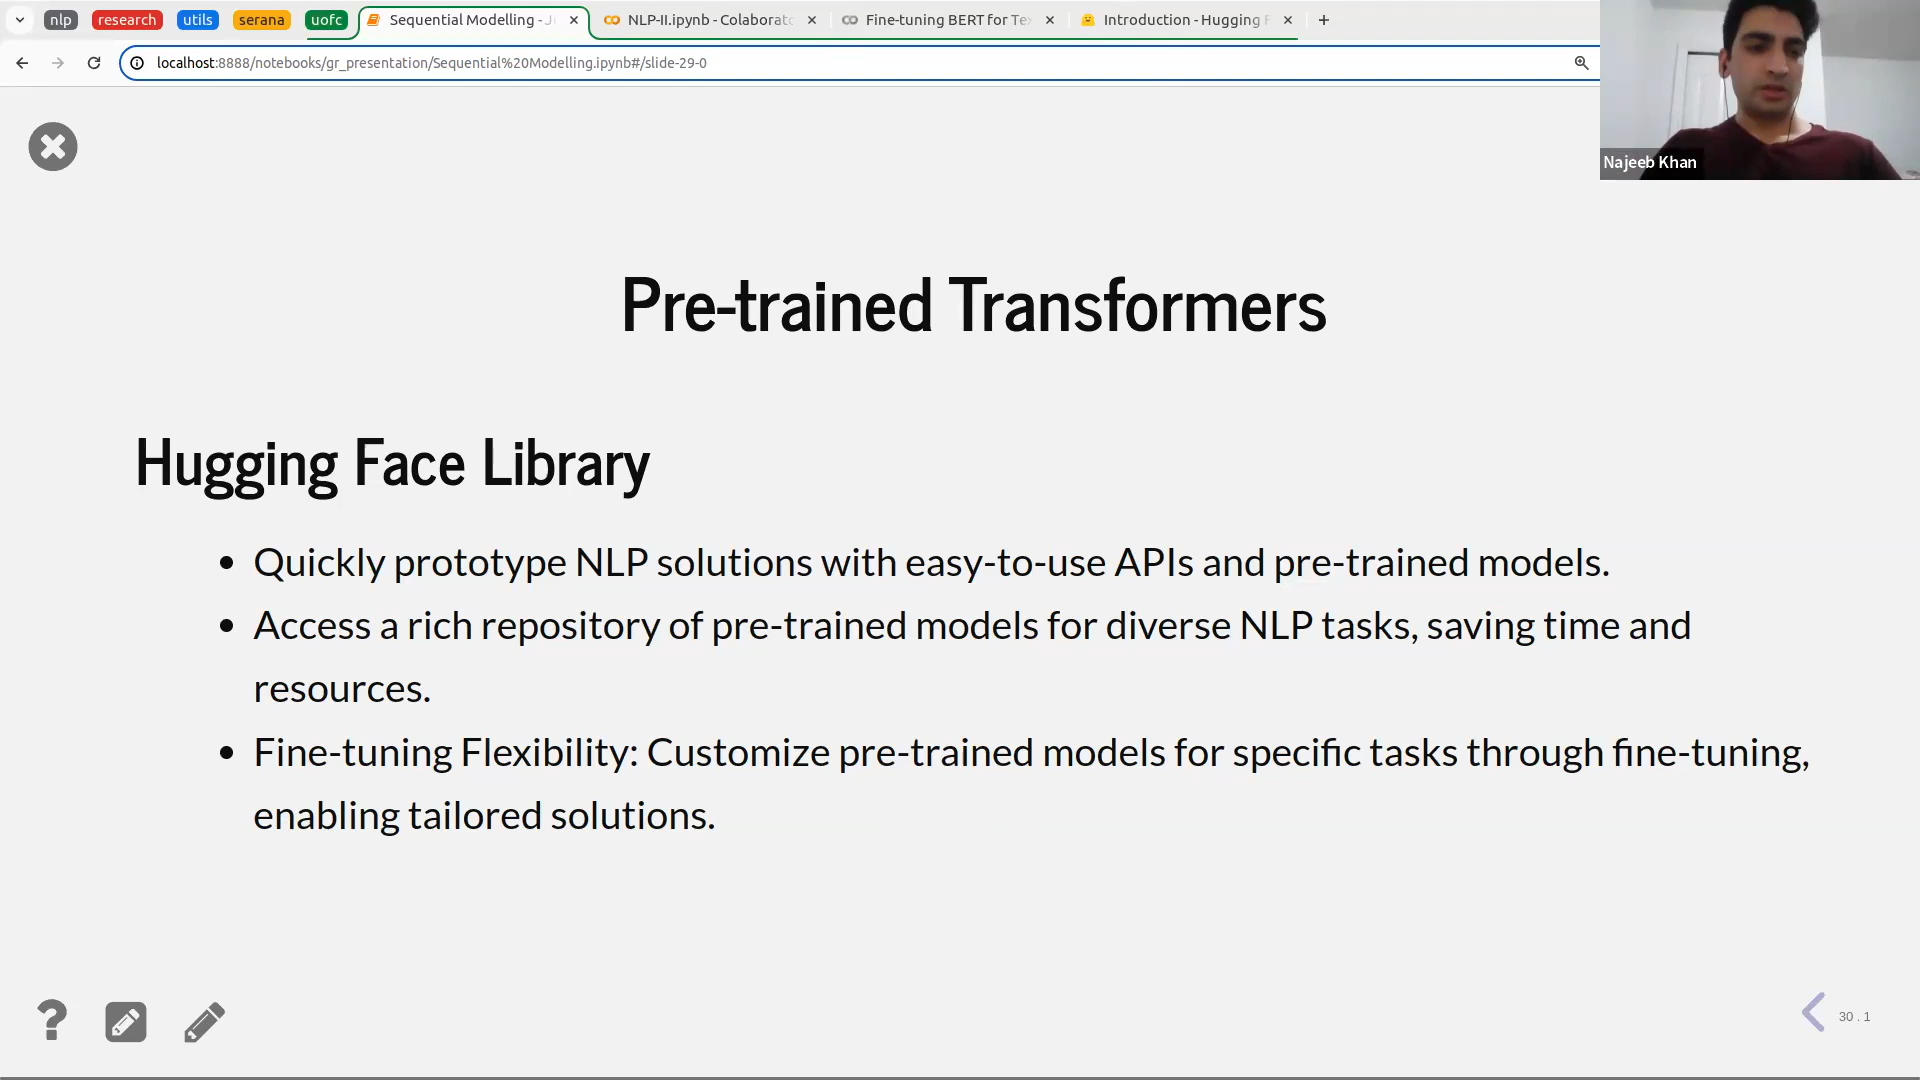 nlp research utils serana uofc Sequential Modelling - J NLP-II.ipynb - Colaborato Fine-tuning BERT for Te Introduction - Hugging F
localhost:8888/notebooks/gr_presentation/Sequential%20Modelling.ipynb#/slide-29-0
Najeeb Khan
Pre-trained Transformers
Hugging Face Library
• Quickly prototype NLP solutions with easy-to-use APIs and pre-trained models.
• Access a rich repository of pre-trained models for diverse NLP tasks, saving time and
resources.
• Fine-tuning Flexibility: Customize pre-trained models for specific tasks through fine-tuning,
enabling tailored solutions.
30 . 1